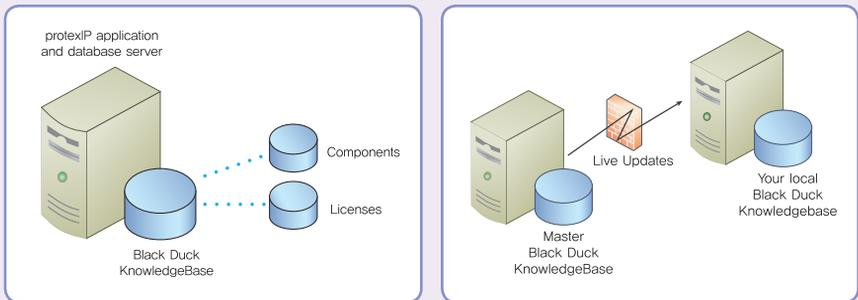 protexIP application
and database server
Components
Licenses
Black Duck
KnowledgeBase
Live Updates
Master
Black Duck
KnowledgeBase
Your local
Black Duck
Knowledgebase